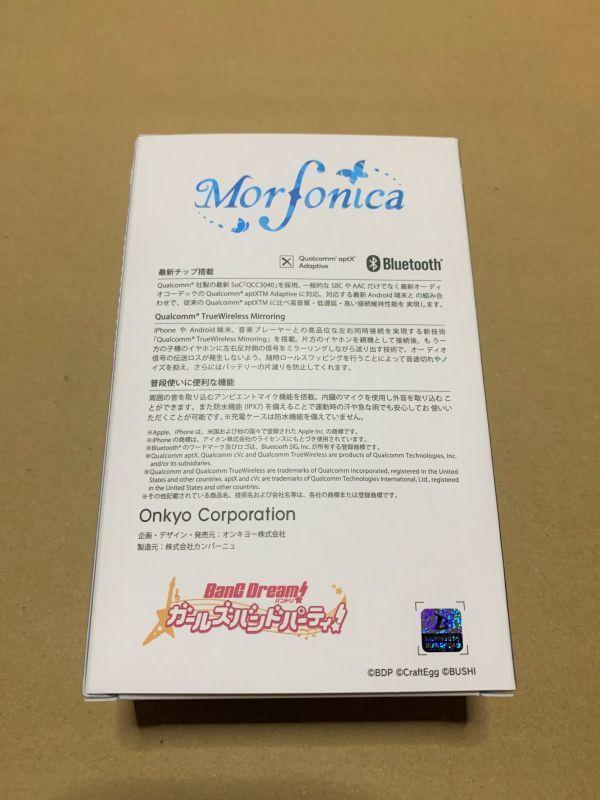 Morfonica
Qualcomm® aptX™
Adaptive
Bluetooth®
最新チップ搭載
Qualcomm® 社製の最新 SoC「QCC3040」を採用。一般的な SBC や AAC だけでなく最新オーディ
オコーデックの Qualcomm® aptXTM Adaptive に対応。対応する最新 Android 端末と の組み合
わせで、従来の Qualcomm® aptXTM に比べ高音質・低遅延・高い接続維持性能を 実現します。
Qualcomm® TrueWireless Mirroring
iPhone や Android 端末、音楽プレーヤーとの高品位な左右同時接続を実現する新技術
「Qualcomm® TrueWireless Mirroring」を搭載。片方のイヤホンを親機として接続後、もう一
方の子機のイヤホンに左右反対側の信号をミラーリングしながら送り出す技術で、オー ディオ
信号の伝送ロスが発生しないよう、随時ロールスワッピングを行うことによって音途切れやノ
イズを抑え、さらにはバッテリーの片減りを防止してくれます。
普段使いに便利な機能
周囲の音を取り込むアンビエントマイク機能を搭載。内臓のマイクを使用し外音を取り込む こ
とができます。また防水機能 (IPX7) を備えることで運動時の汗や急な雨でも安心してお 使いい
ただくことが可能です。※充電ケースは防水機能を備えていません。
※Apple、iPhone は、米国および他の国々で登録された Apple Inc. の商標です。
※iPhone の商標は、アイホン株式会社のライセンスにもとづき使用されています。
※Bluetooth® のワードマーク及びロゴは、Bluetooth SIG, Inc. が所有する登録商標です。
※Qualcomm aptX, Qualcomm cVc and Qualcomm TrueWireless are products of Qualcomm Technologies, Inc.
and/or its subsidiaries.
※Qualcomm and Qualcomm TrueWireless are trademarks of Qualcomm Incorporated, registered in the United
States and other countries. aptX and cVc are trademarks of Qualcomm Technologies International, Ltd., registered
in the United States and other countries.
※その他記載されている商品名、技術名および会社名等は、各社の商標または登録商標です。
Onkyo Corporation
企画・デザイン・発売元：オンキヨー株式会社
製造元：株式会社カンパーニュ
BanG Dream!
バンドリ!
ガールズバンドパーティ!
©BDP ©CraftEgg ©BUSHI